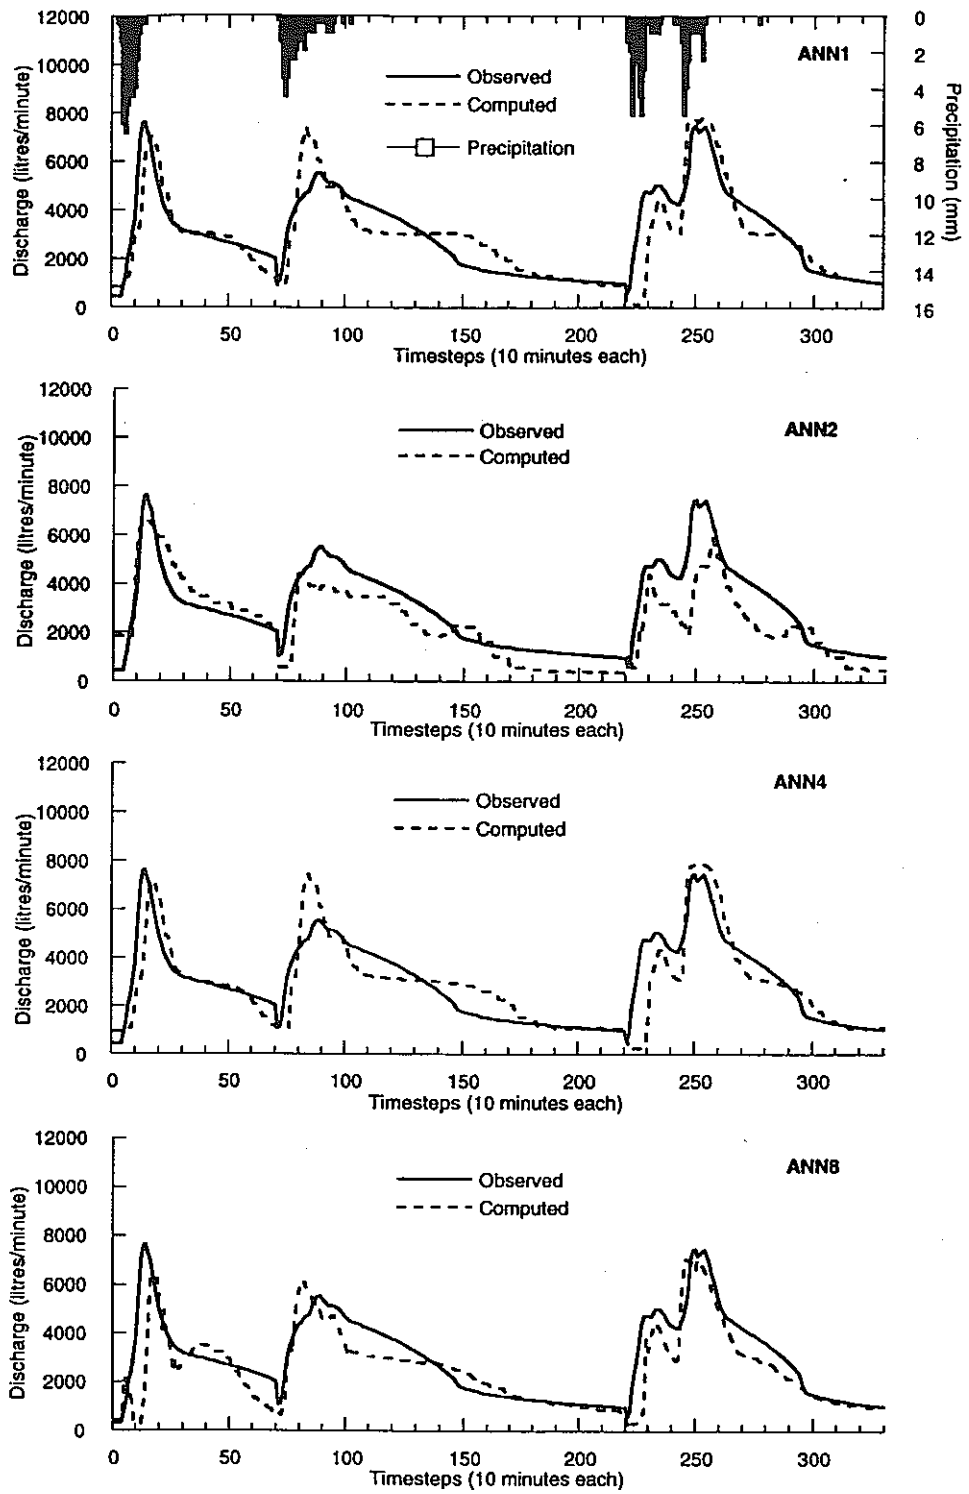 12000
10000
8000
6000
4000
2000
0
Discharge (litres/minute)
ANN1
Observed
Computed
Precipitation
0
2
4
6
8
10
12
14
16
Precipitation (mm)
0 50 100 150 200 250 300
Timesteps (10 minutes each)
12000
10000
8000
6000
4000
2000
0
Discharge (litres/minute)
ANN2
Observed
Computed
0 50 100 150 200 250 300
Timesteps (10 minutes each)
12000
10000
8000
6000
4000
2000
0
Discharge (litres/minute)
ANN4
Observed
Computed
0 50 100 150 200 250 300
Timesteps (10 minutes each)
12000
10000
8000
6000
4000
2000
0
Discharge (litres/minute)
ANN8
Observed
Computed
0 50 100 150 200 250 300
Timesteps (10 minutes each)